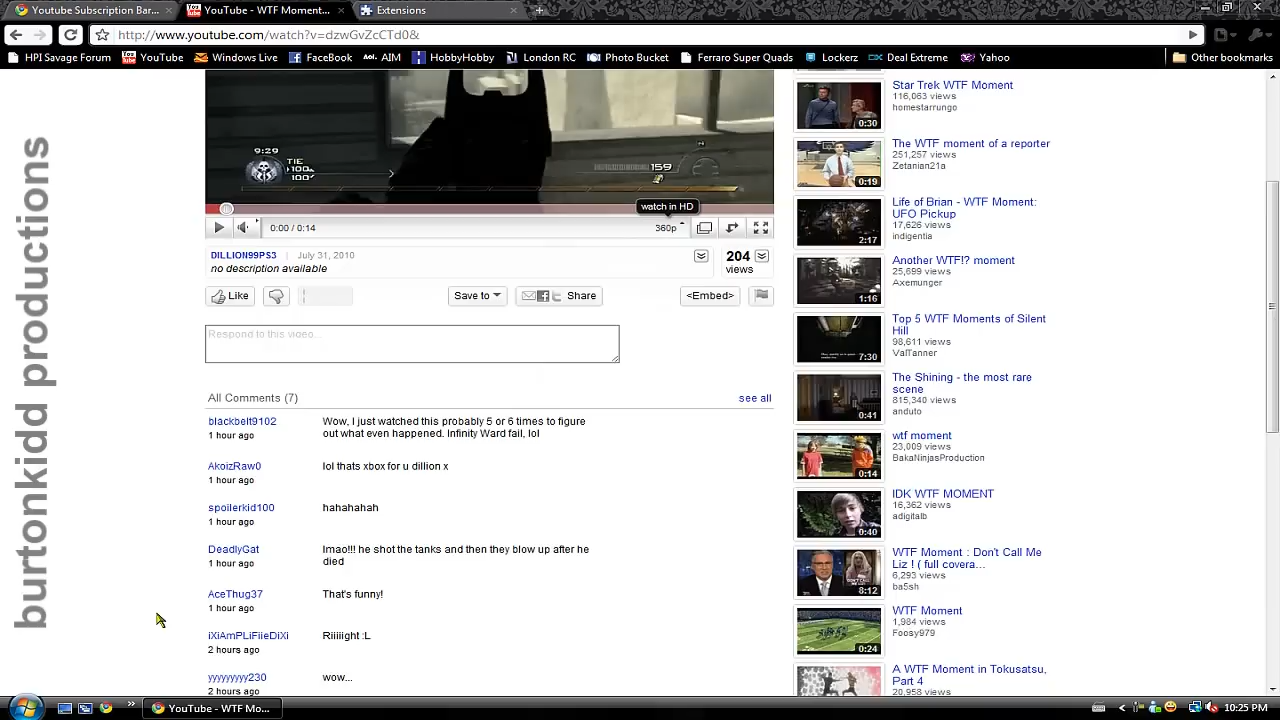 Youtube Subscription Bar...
YouTube - WTF Moment...
Extensions
http://www.youtube.com/watch?v=dzwGvZcCTd0&
HPI Savage Forum
YouTube
Windows Live
FaceBook
AIM
HobbyHobby
London RC
Photo Bucket
Ferraro Super Quads
Lockerz
Deal Extreme
Yahoo
Other bookmarks
9:29
TIE
100
100
159
watch in HD
0:00 / 0:14
360p
DILLION99PS3 | July 31, 2010
no description available
204
views
Like
Save to
Share
<Embed>
Respond to this video...
All Comments (7)
see all
blackbelt9102
1 hour ago
Wow, I just watched this probably 5 or 6 times to figure
out what even happened. Infinity Ward fail, lol
AkoizRaw0
1 hour ago
lol thats xbox for u dillion x
spoilerkid100
1 hour ago
hahahahah
DeadlyGat
1 hour ago
lmao!!! he shot the c4's and then they blow up after he
died
AceThug37
1 hour ago
That's funny!
iXAmPLiFiieDiXi
2 hours ago
Riiiiight :L
yyyyyyyy230
2 hours ago
wow,..
Star Trek WTF Moment
116,063 views
homestarrungo
0:30
The WTF moment of a reporter
251,257 views
Zetanian21a
0:19
Life of Brian - WTF Moment:
UFO Pickup
17,626 views
indigentia
2:17
Another WTF!? moment
25,699 views
Axemunger
1:16
Top 5 WTF Moments of Silent
Hill
98,611 views
ValTanner
7:30
The Shining - the most rare
scene
815,340 views
anduto
0:41
wtf moment
23,009 views
BakaNinjasProduction
0:14
IDK WTF MOMENT
16,362 views
adigitalb
0:40
WTF Moment : Don't Call Me
Liz ! ( full covera...
6,293 views
ba5sh
8:12
WTF Moment
1,984 views
Foosy979
0:24
A WTF Moment in Tokusatsu,
Part 4
20,958 views
burtonkidd productions
YouTube - WTF Mo...
10:25 PM